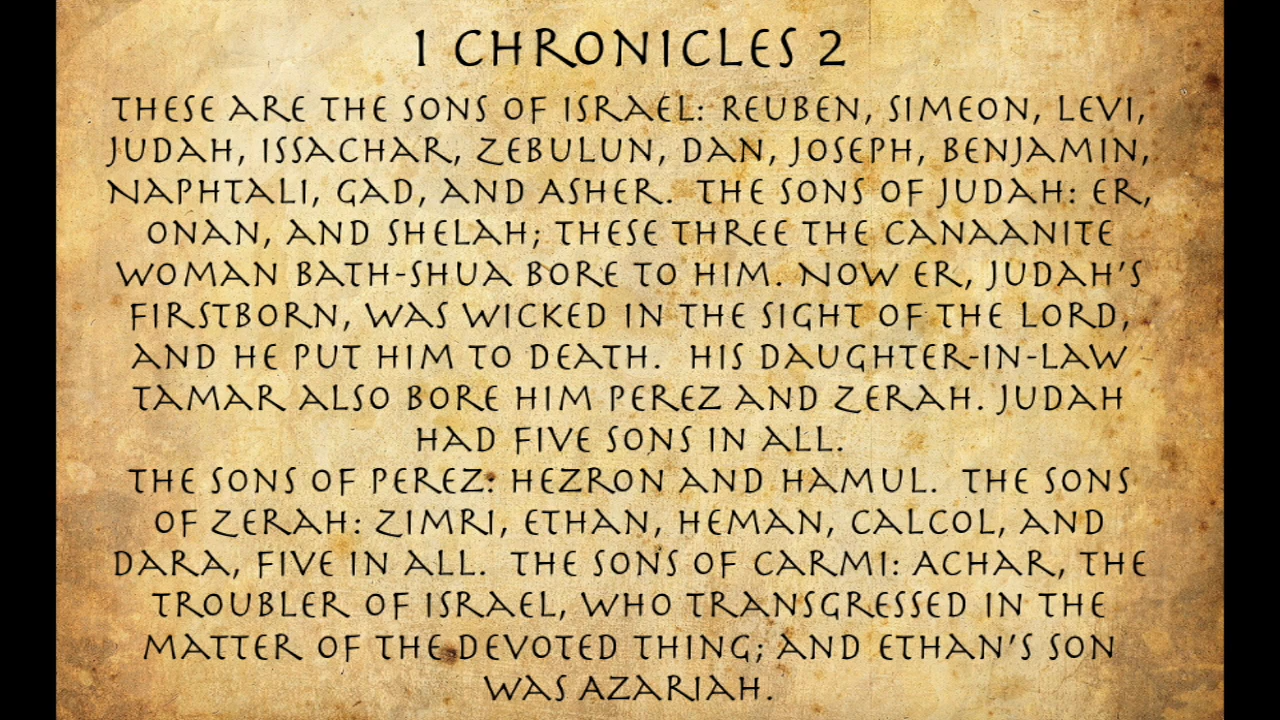 1 CHRONICLES 2
THESE ARE THE SONS OF ISRAEL: REUBEN, SIMEON, LEVI,
JUDAH, ISSACHAR, ZEBULUN, DAN, JOSEPH, BENJAMIN,
NAPHTALI, GAD, AND ASHER. THE SONS OF JUDAH: ER,
ONAN, AND SHELAH; THESE THREE THE CANAANITE
WOMAN BATH-SHUA BORE TO HIM. NOW ER, JUDAH'S
FIRSTBORN, WAS WICKED IN THE SIGHT OF THE LORD,
AND HE PUT HIM TO DEATH. HIS DAUGHTER-IN-LAW
TAMAR ALSO BORE HIM PEREZ AND ZERAH. JUDAH
HAD FIVE SONS IN ALL.
THE SONS OF PEREZ: HEZRON AND HAMUL. THE SONS
OF ZERAH: ZIMRI, ETHAN, HEMAN, CALCOL, AND
DARA, FIVE IN ALL. THE SONS OF CARMI: ACHAR, THE
TROUBLER OF ISRAEL, WHO TRANSGRESSED IN THE
MATTER OF THE DEVOTED THING; AND ETHAN'S SON
WAS AZARIAH.